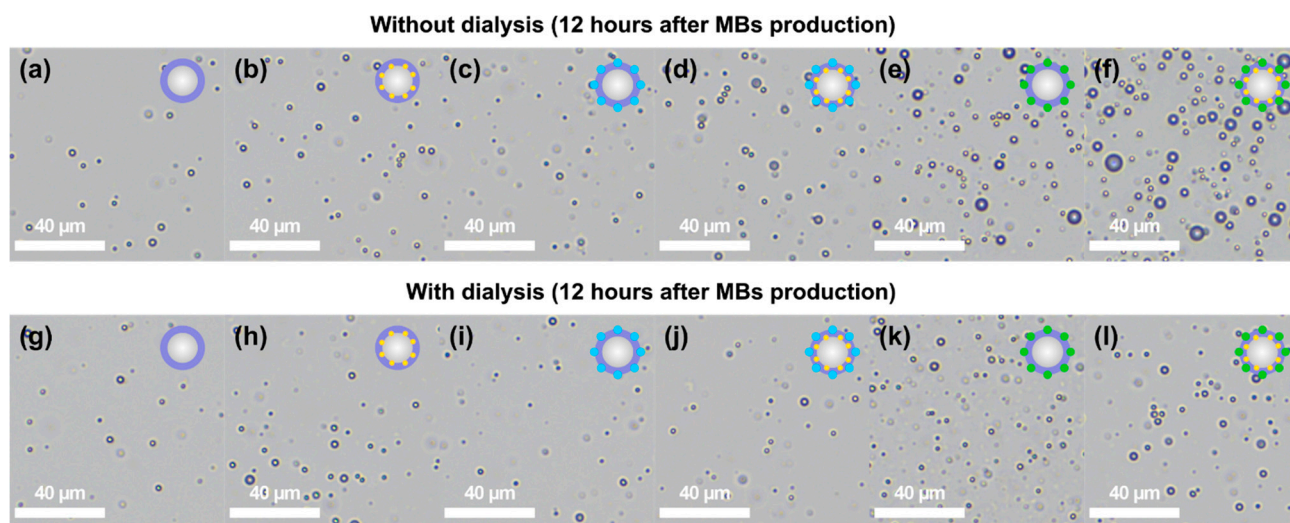 Without dialysis (12 hours after MBs production)
(a) (b) (c) (d) (e) (f)
40 µm 40 µm 40 µm 40 µm 40 µm 40 µm
With dialysis (12 hours after MBs production)
(g) (h) (i) (j) (k) (l)
40 µm 40 µm 40 µm 40 µm 40 µm 40 µm